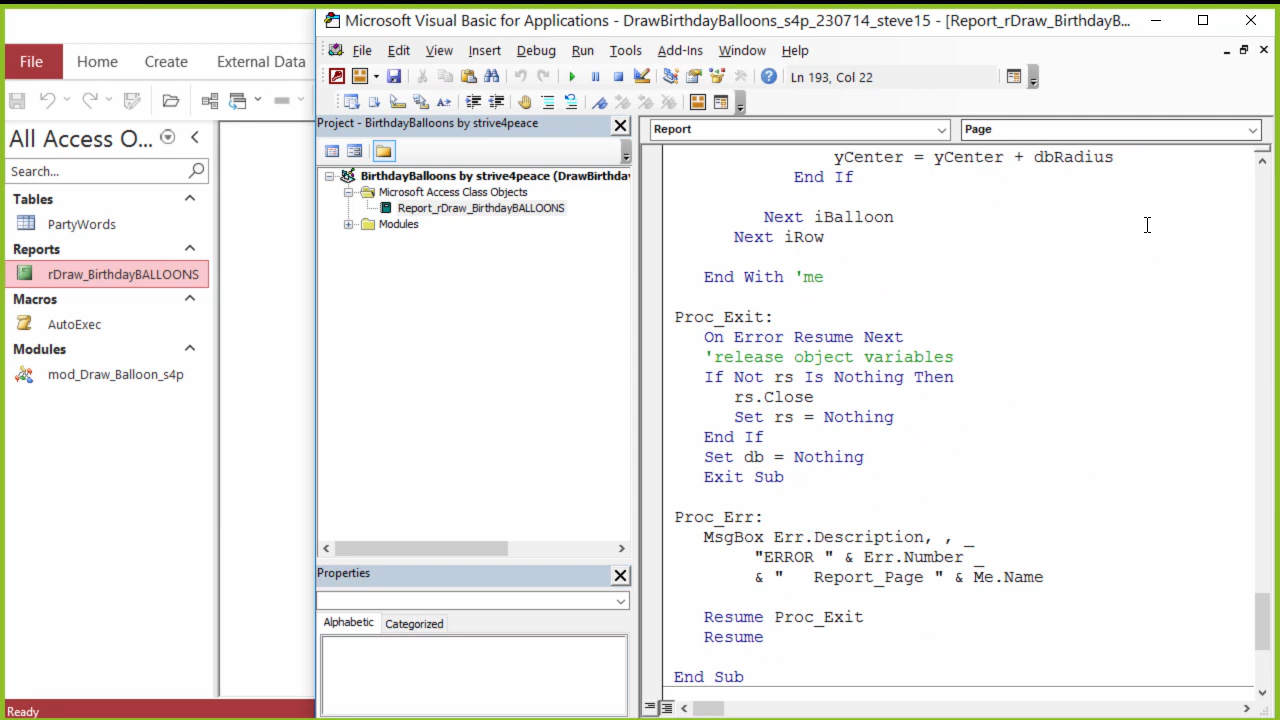 Microsoft Visual Basic for Applications - DrawBirthdayBalloons_s4p_230714_steve15 - [Report_rDraw_BirthdayB...
File Edit View Insert Debug Run Tools Add-Ins Window Help
Ln 193, Col 22
File Home Create External Data
All Access O...
Search...
Tables
PartyWords
Reports
rDraw_BirthdayBALLOONS
Macros
AutoExec
Modules
mod_Draw_Balloon_s4p
Ready
Project - BirthdayBalloons by strive4peace
BirthdayBalloons by strive4peace (DrawBirthday
Microsoft Access Class Objects
Report_rDraw_BirthdayBALLOONS
Modules
Properties
Alphabetic Categorized
Report Page
yCenter = yCenter + dbRadius
End If
Next iBalloon
Next iRow
End With 'me
Proc_Exit:
On Error Resume Next
'release object variables
If Not rs Is Nothing Then
rs.Close
Set rs = Nothing
End If
Set db = Nothing
Exit Sub
Proc_Err:
MsgBox Err.Description, , _
"ERROR " & Err.Number _
& "   Report_Page " & Me.Name
Resume Proc_Exit
Resume
End Sub